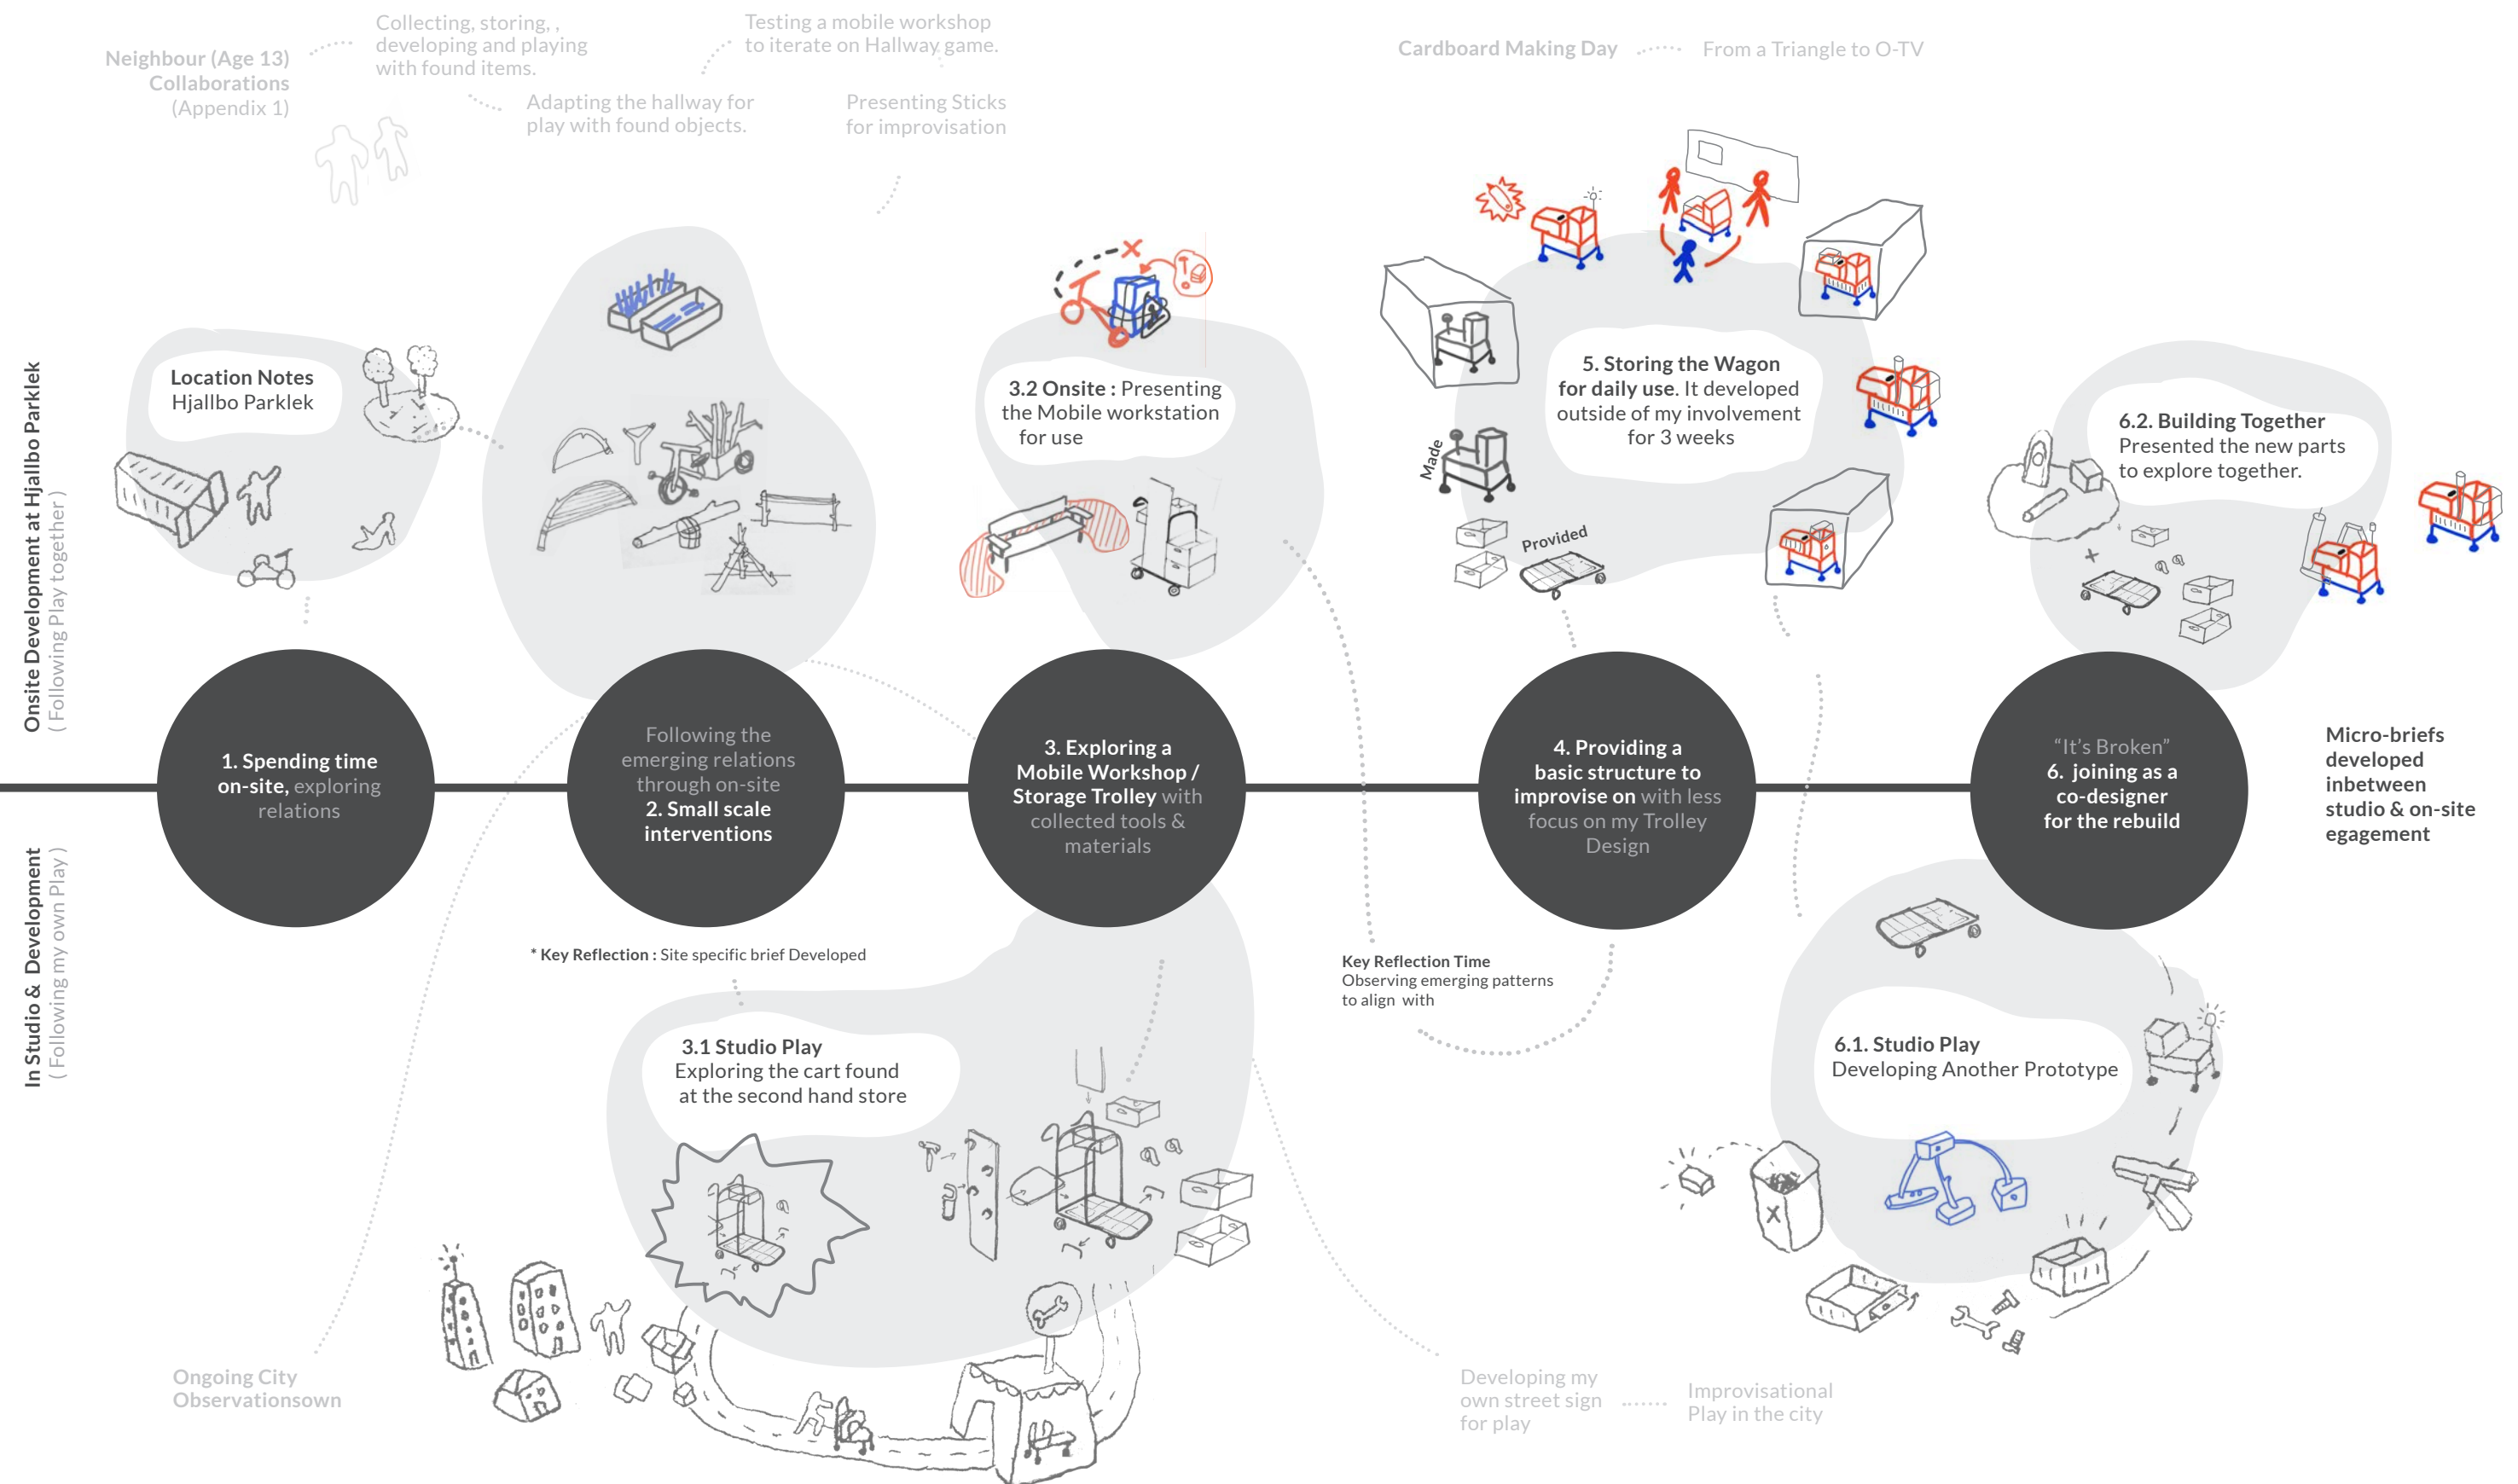 Neighbour (Age 13)
Collaborations
(Appendix 1)
Collecting, storing, ,
developing and playing
with found items.
Adapting the hallway for
play with found objects.
Testing a mobile workshop
to iterate on Hallway game.
Presenting Sticks
for improvisation
Cardboard Making Day
From a Triangle to O-TV
Onsite Development at Hjallbo Parklek
( Following Play together )
Location Notes
Hjallbo Parklek
3.2 Onsite : Presenting
the Mobile workstation
for use
5. Storing the Wagon
for daily use. It developed
outside of my involvement
for 3 weeks
Made
Provided
6.2. Building Together
Presented the new parts
to explore together.
1. Spending time
on-site, exploring
relations
Following the
emerging relations
through on-site
2. Small scale
interventions
3. Exploring a
Mobile Workshop /
Storage Trolley with
collected tools &
materials
4. Providing a
basic structure to
improvise on with less
focus on my Trolley
Design
“It’s Broken”
6. joining as a
co-designer
for the rebuild
Micro-briefs
developed
inbetween
studio & on-site
egagement
In Studio & Development
( Following my own Play )
* Key Reflection : Site specific brief Developed
Key Reflection Time
Observing emerging patterns
to align with
3.1 Studio Play
Exploring the cart found
at the second hand store
6.1. Studio Play
Developing Another Prototype
X
Ongoing City
Observationsown
Developing my
own street sign
for play
Improvisational
Play in the city